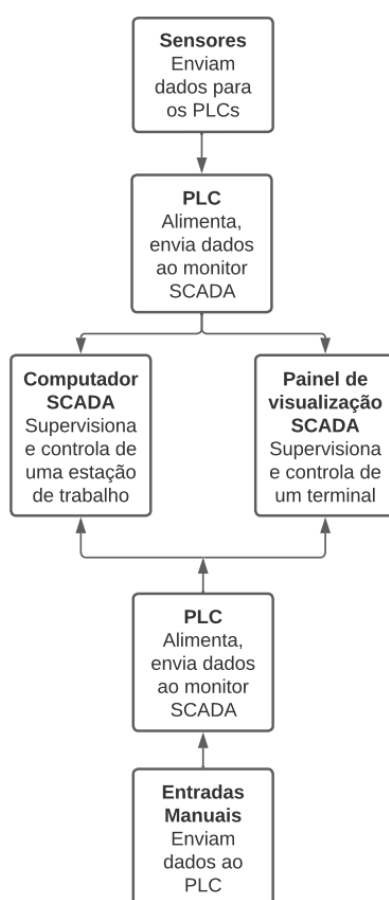 Sensores
Enviam
dados para
os PLCs
PLC
Alimenta,
envia dados
ao monitor
SCADA
Computador
SCADA
Supervisiona
e controla de
uma estação
de trabalho
Painel de
visualização
SCADA
Supervisiona
e controla de
um terminal
PLC
Alimenta,
envia dados
ao monitor
SCADA
Entradas
Manuais
Enviam
dados ao
PLC